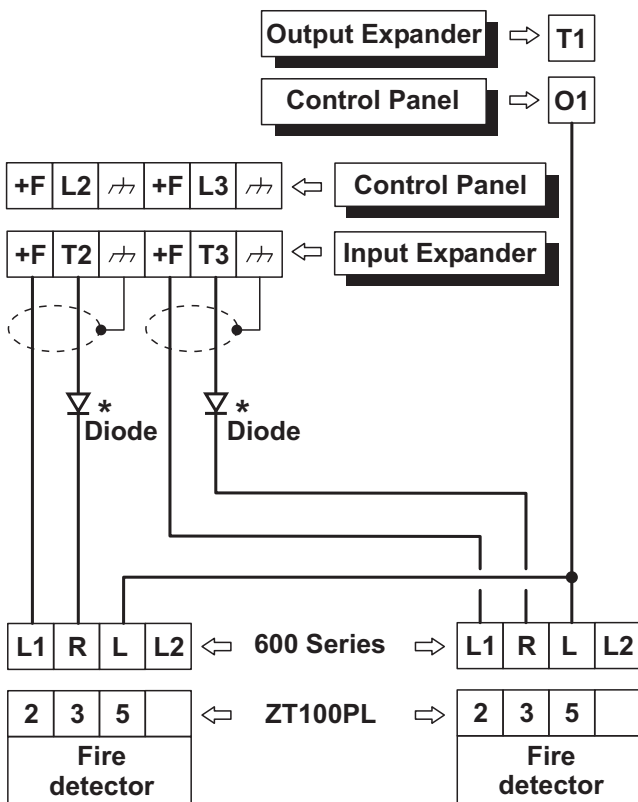 Output Expander ⇨ T1
Control Panel ⇨ O1
+F L2 +F L3 ⇦ Control Panel
+F T2 +F T3 ⇦ Input Expander
* *
Diode Diode
L1 R L L2 ⇦ 600 Series ⇨ L1 R L L2
2 3 5 ⇦ ZT100PL ⇨ 2 3 5
Fire Fire
detector detector